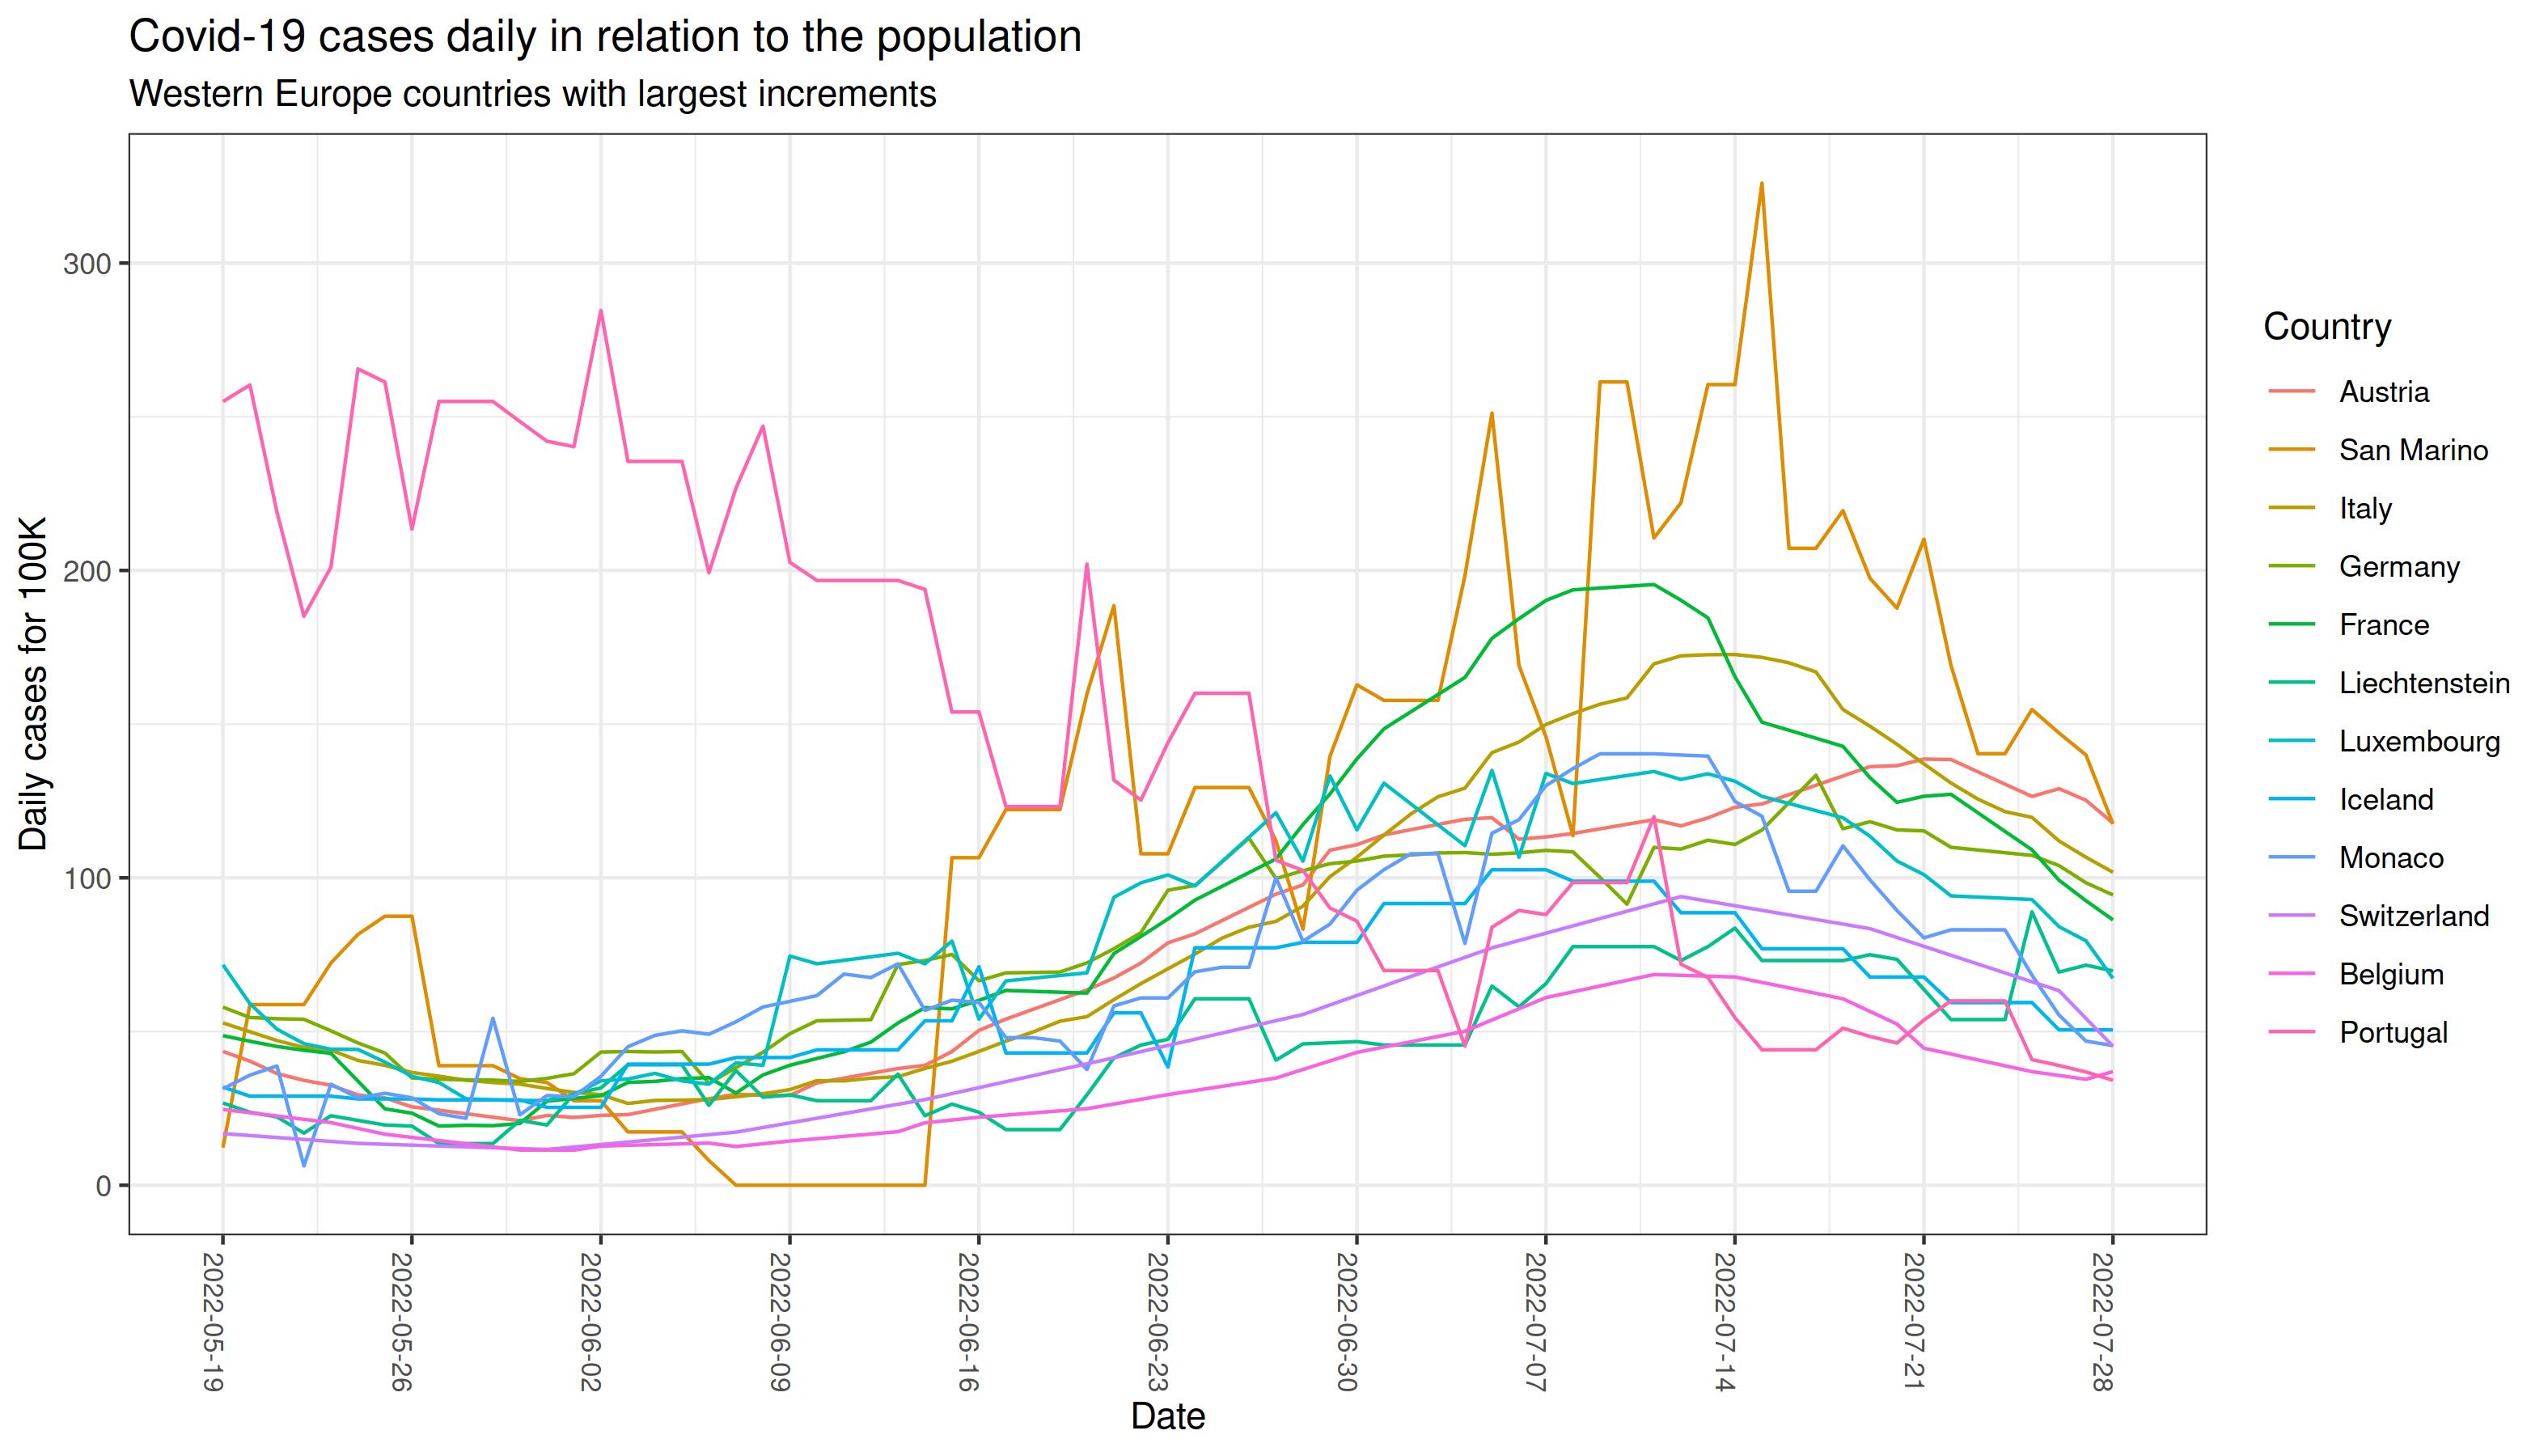 Covid-19 cases daily in relation to the population
Western Europe countries with largest increments
Daily cases for 100K
300
200
100
0
2022-05-19
2022-05-26
2022-06-02
2022-06-09
2022-06-16
2022-06-23
2022-06-30
2022-07-07
2022-07-14
2022-07-21
2022-07-28
Date
Country
Austria
San Marino
Italy
Germany
France
Liechtenstein
Luxembourg
Iceland
Monaco
Switzerland
Belgium
Portugal